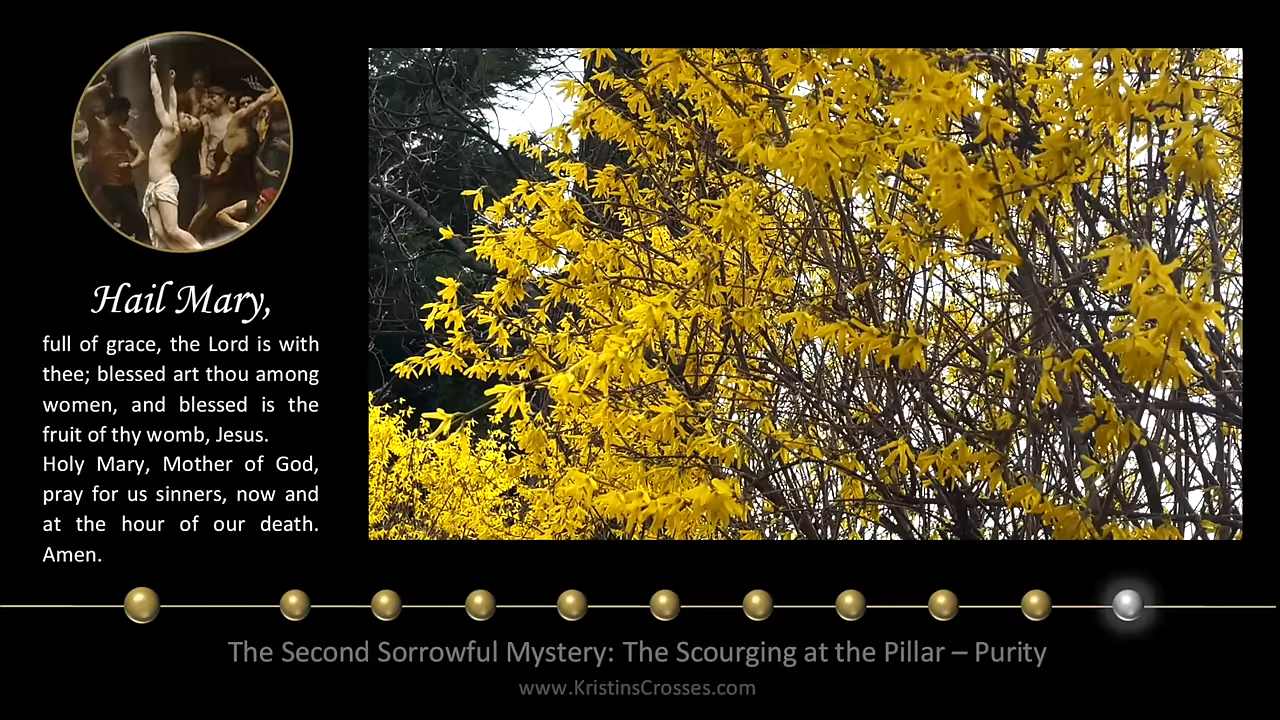 Hail Mary,
full of grace, the Lord is with
thee; blessed art thou among
women, and blessed is the
fruit of thy womb, Jesus.
Holy Mary, Mother of God,
pray for us sinners, now and
at the hour of our death.
Amen.
The Second Sorrowful Mystery: The Scourging at the Pillar – Purity
www.KristinsCrosses.com